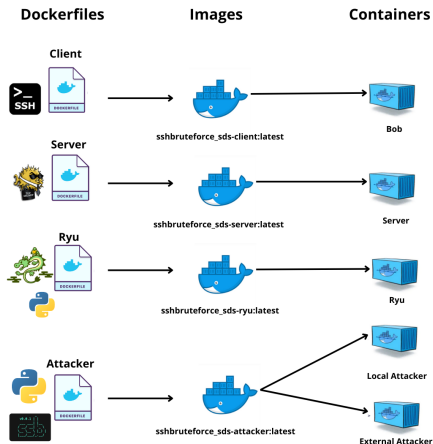 Dockerfiles
Images
Containers
Client
>_
SSH
DOCKERFILE
sshbruteforce_sds-client:latest
Bob
Server
DOCKERFILE
sshbruteforce_sds-server:latest
Server
Ryu
DOCKERFILE
sshbruteforce_sds-ryu:latest
Ryu
Attacker
DOCKERFILE
ssb
sshbruteforce_sds-attacker:latest
Local Attacker
External Attacker